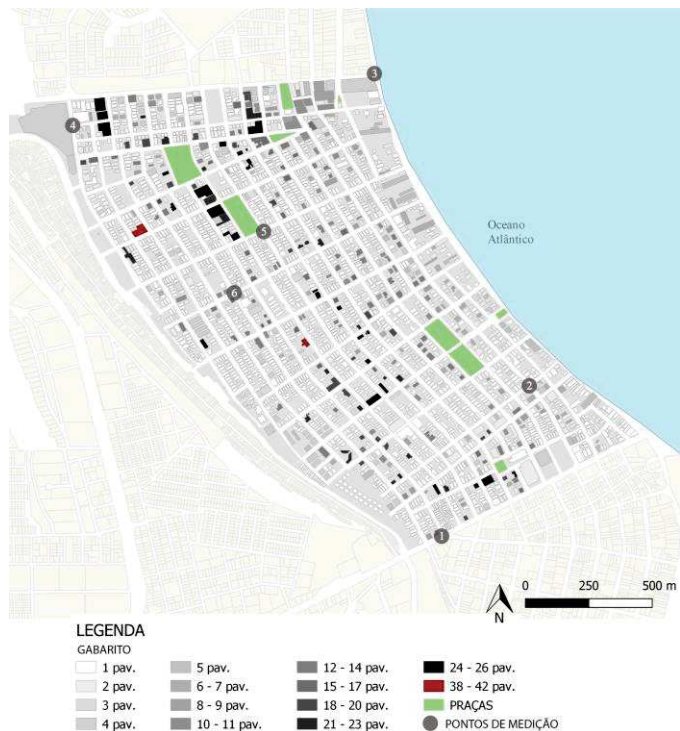 3
4
Oceano
Atlântico
5
6
2
1
0 250 500 m
N
LEGENDA
GABARITO
1 pav.
2 pav.
3 pav.
4 pav.
5 pav.
6 - 7 pav.
8 - 9 pav.
10 - 11 pav.
12 - 14 pav.
15 - 17 pav.
18 - 20 pav.
21 - 23 pav.
24 - 26 pav.
38 - 42 pav.
PRAÇAS
PONTOS DE MEDIÇÃO